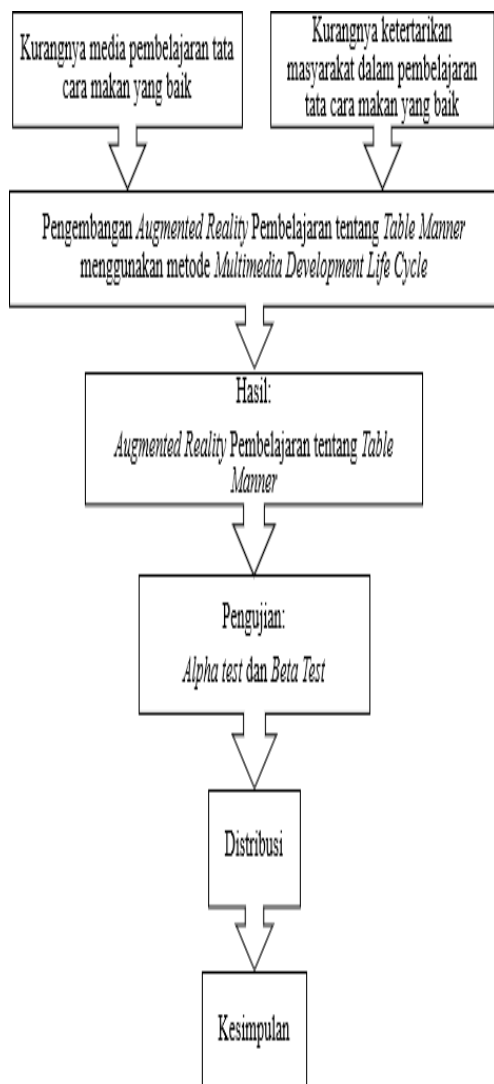 Kurangnya media pembelajaran tata
cara makan yang baik
Kurangnya ketertarikan
masyarakat dalam pembelajaran
tata cara makan yang baik
Pengembangan Augmented Reality Pembelajaran tentang Table Manner
menggunakan metode Multimedia Development Life Cycle
Hasil:
Augmented Reality Pembelajaran tentang Table
Manner
Pengujian:
Alpha test dan Beta Test
Distribusi
Kesimpulan